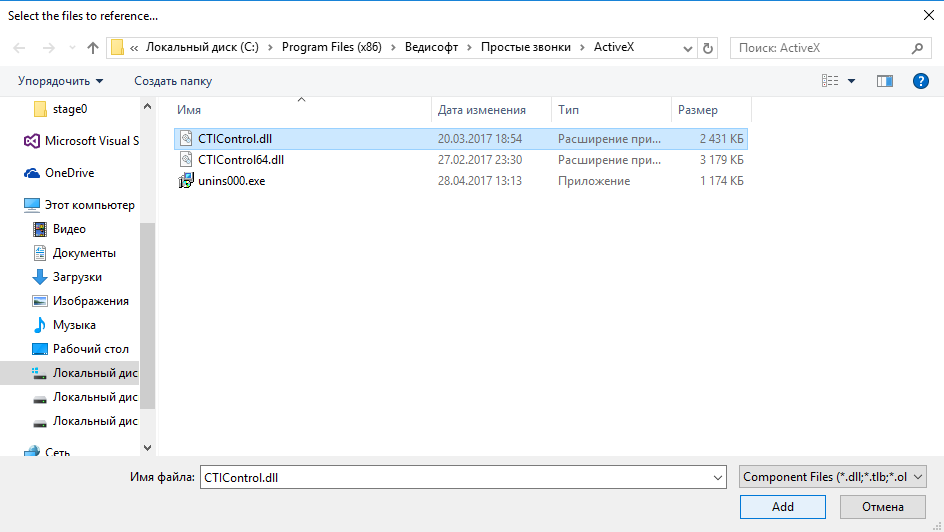 Select the files to reference...
« Локальный диск (C:) › Program Files (x86) › Ведисофт › Простые звонки › ActiveX
Поиск: ActiveX
Упорядочить
Создать папку
?
stage0
Microsoft Visual S
OneDrive
Этот компьютер
Видео
Документы
Загрузки
Изображения
Музыка
Рабочий стол
Локальный дис
Локальный дис
Локальный дис
Сеть
Имя Дата изменения Тип Размер
CTIControl.dll 20.03.2017 18:54 Расширение при... 2 431 КБ
CTIControl64.dll 27.02.2017 23:30 Расширение при... 3 179 КБ
unins000.exe 28.04.2017 13:13 Приложение 1 174 КБ
Имя файла: CTIControl.dll
Component Files (*.dll;*.tlb;*.ol
Add
Отмена